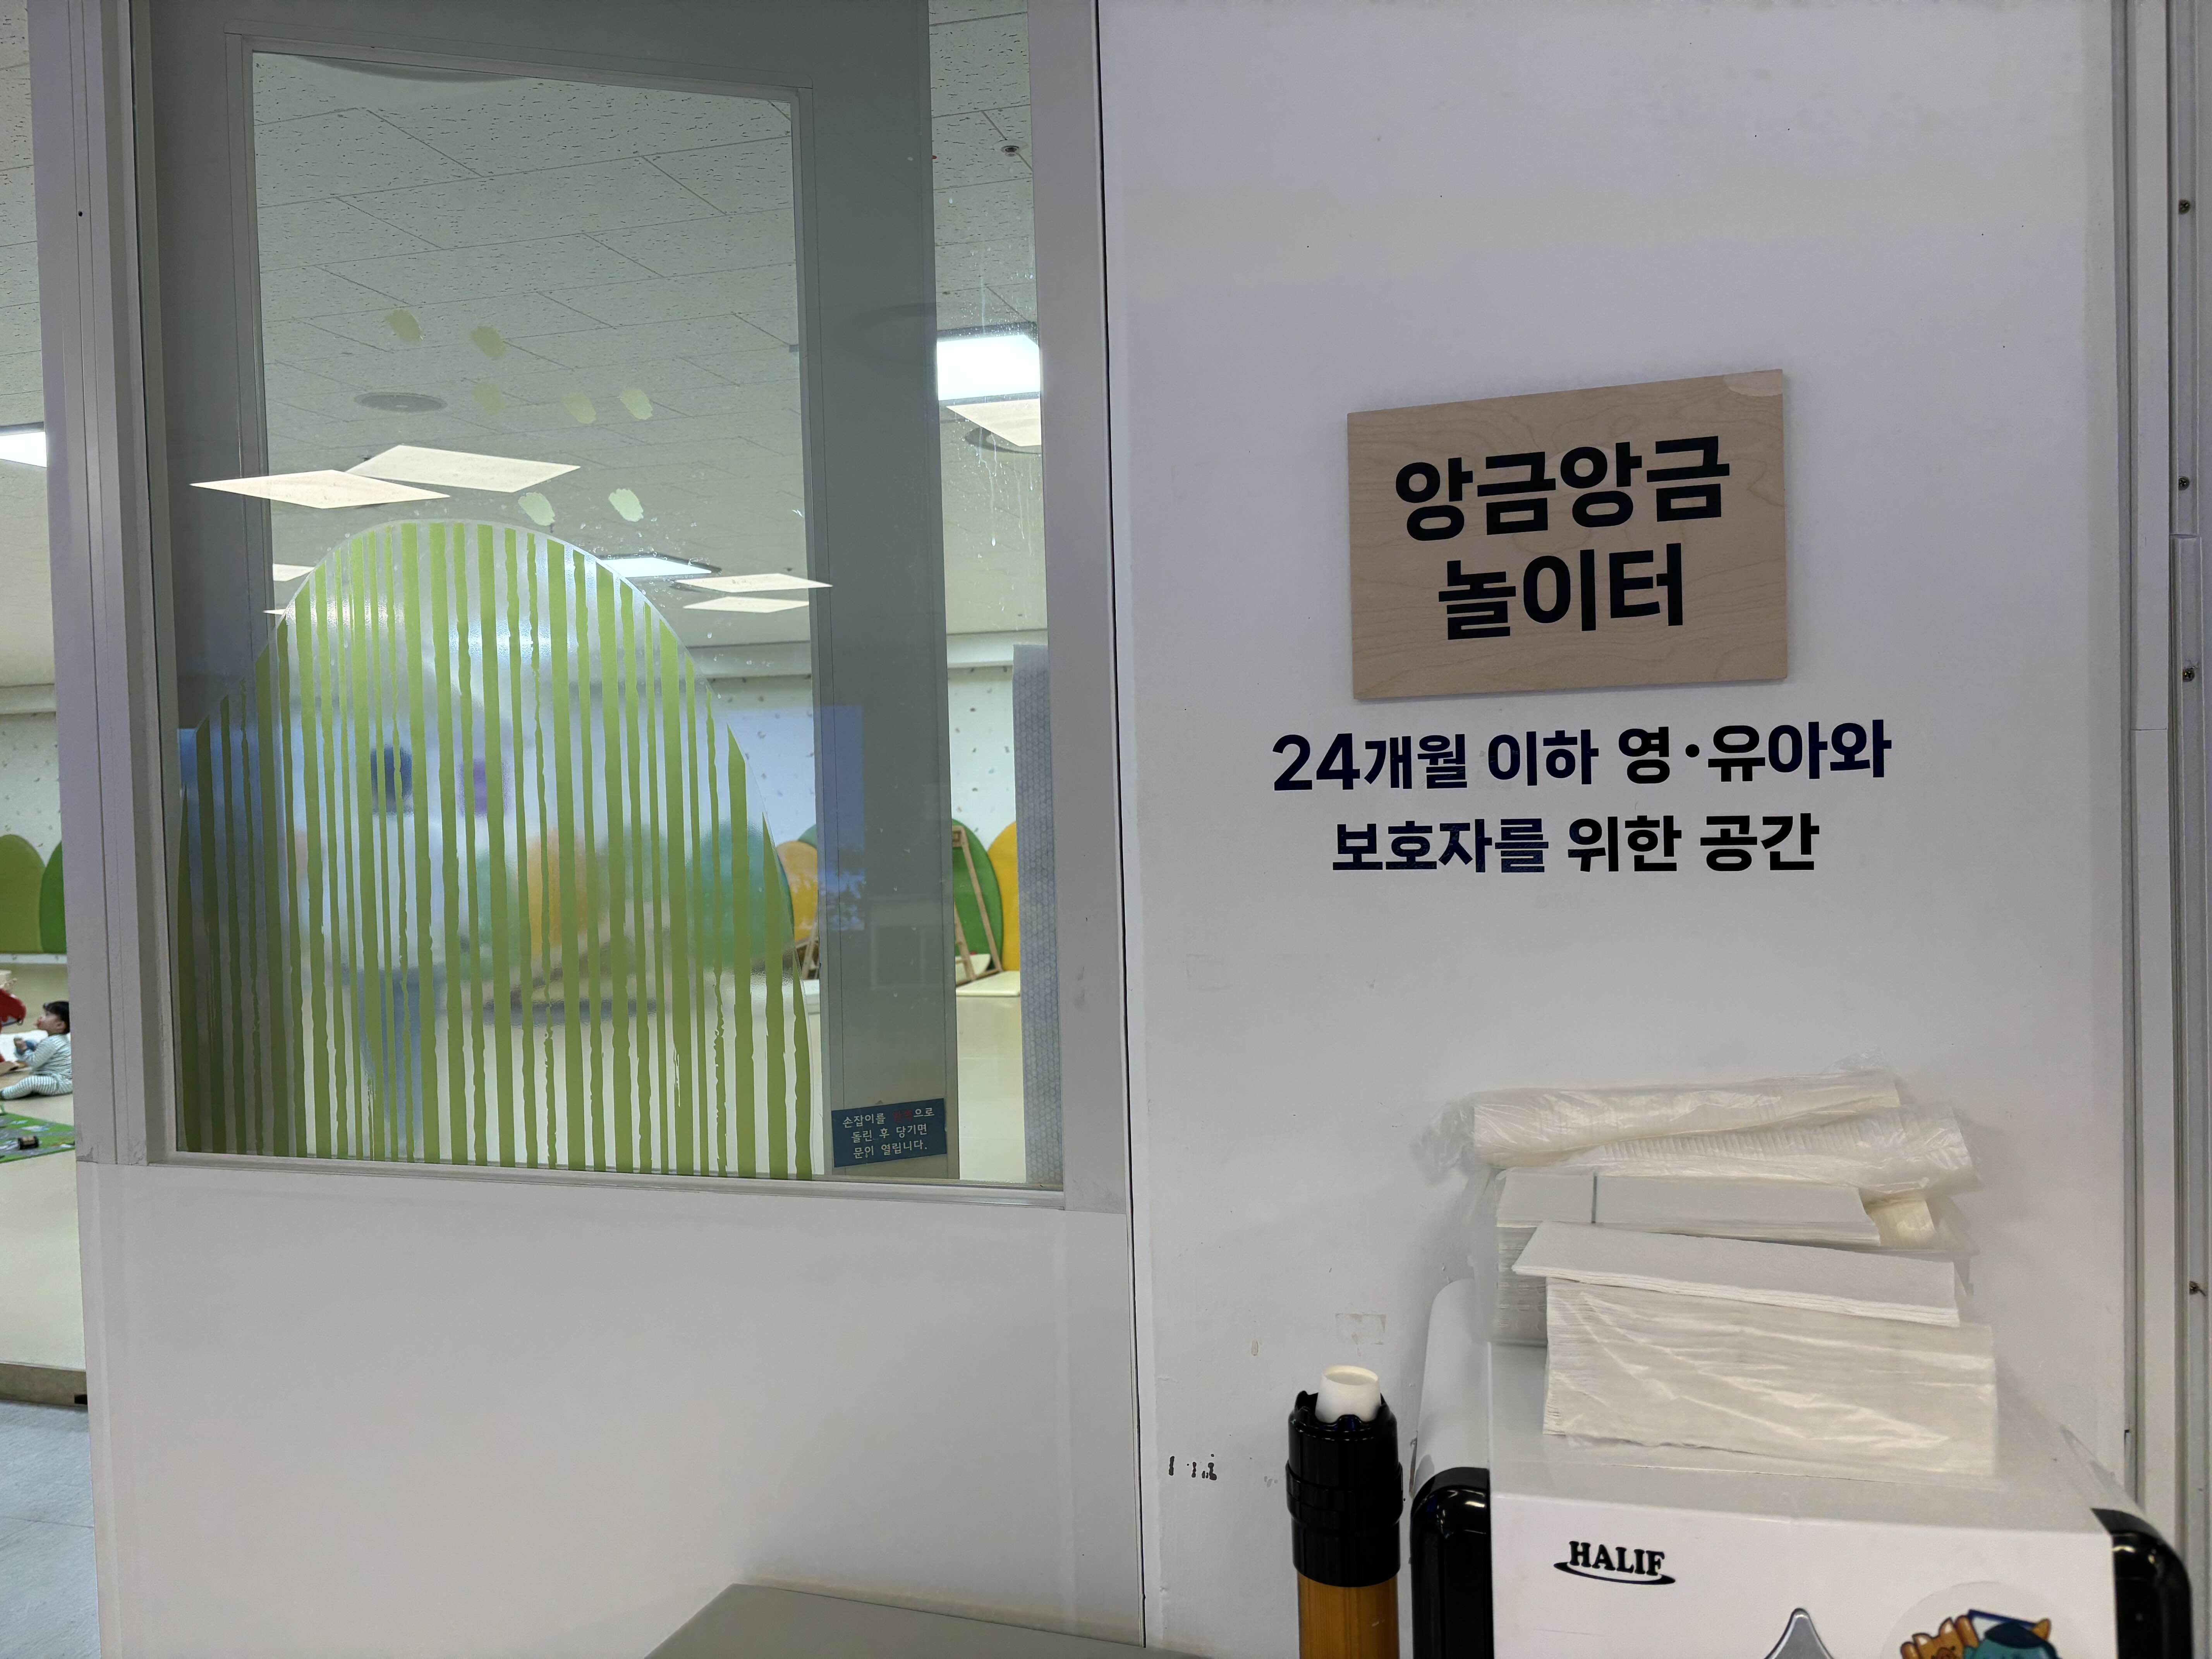 앙금앙금
놀이터
24개월 이하 영·유아와
보호자를 위한 공간
손잡이를 으로
돌린 후 당기면
문이 열립니다.
HALIF